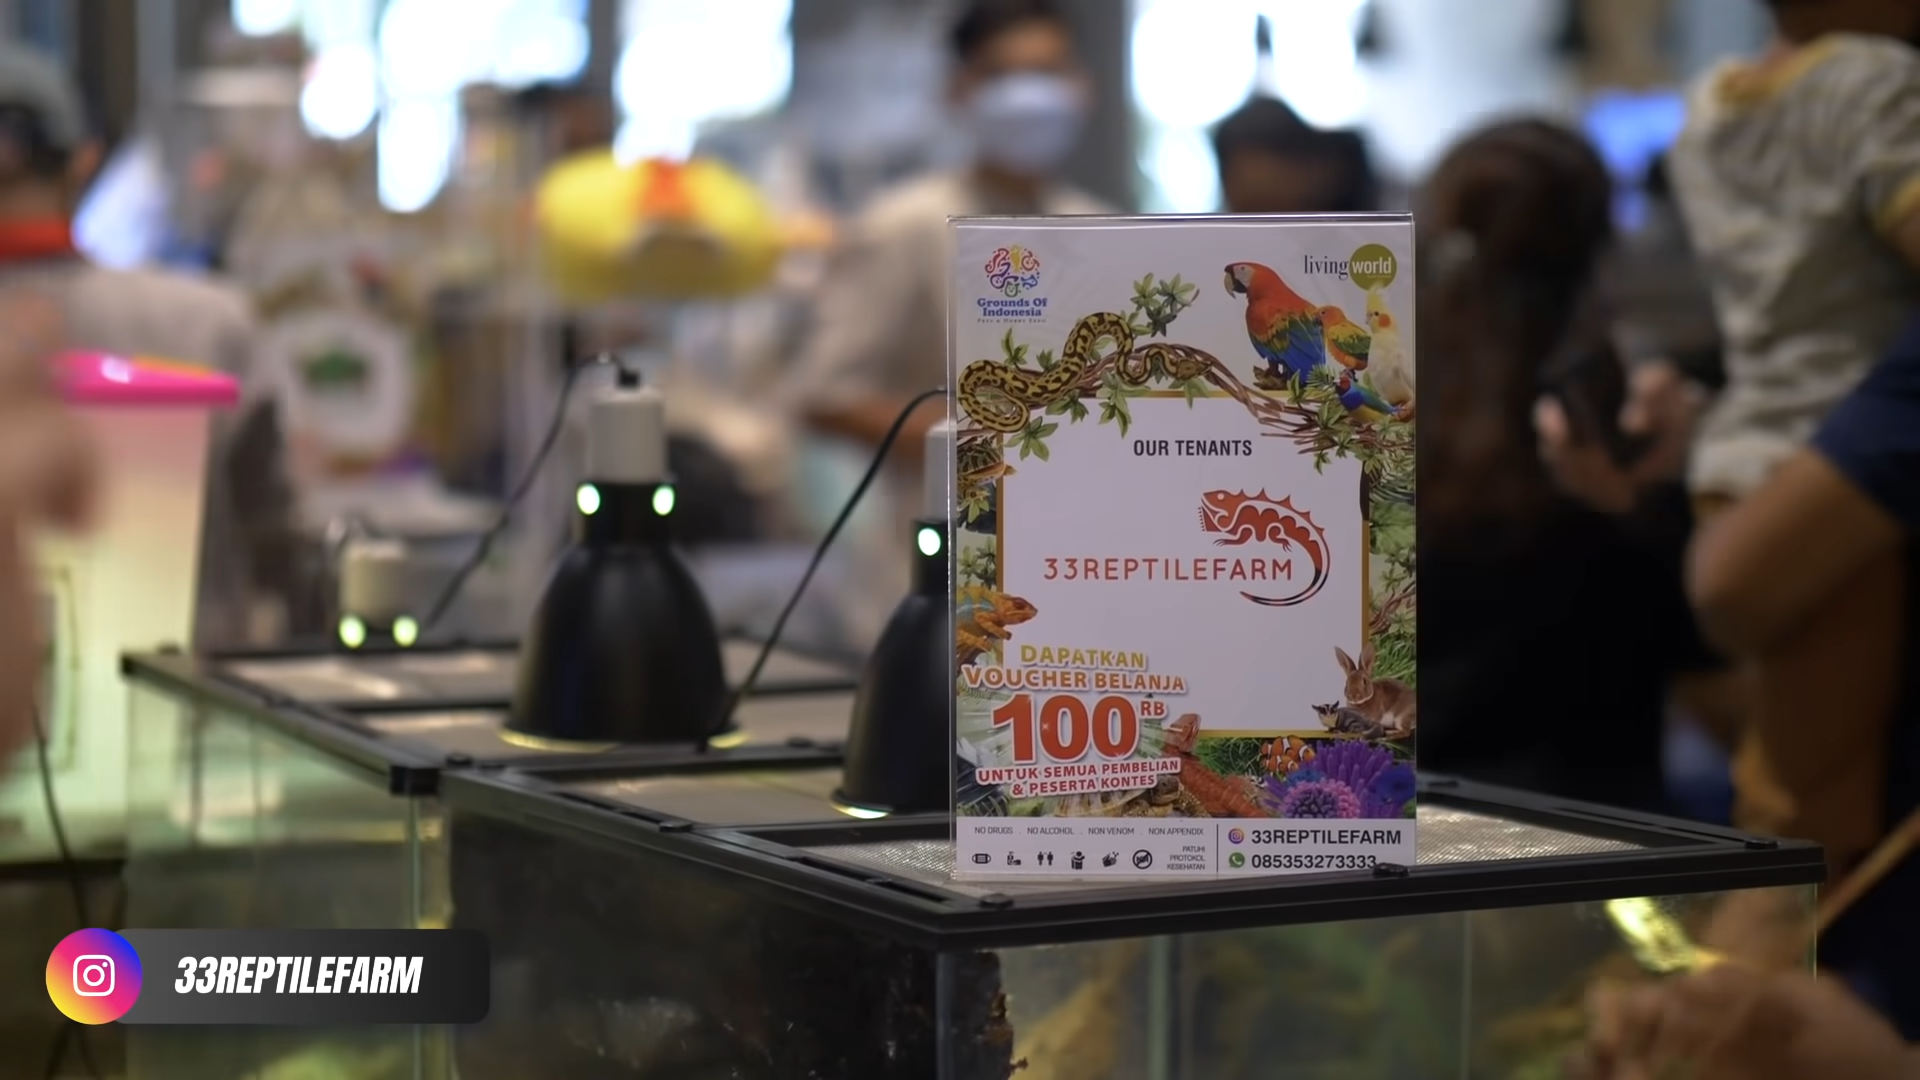 Grounds Of
Indonesia
living world
OUR TENANTS
33REPTILEFARM
DAPATKAN
VOUCHER BELANJA
100 RB
UNTUK SEMUA PEMBELIAN
& PESERTA KONTES
NO DRUGS . NO ALCOHOL . NON VENOM . NON APPENDIX
PATUHI
PROTOKOL
KESEHATAN
33REPTILEFARM
085353273333
33REPTILEFARM